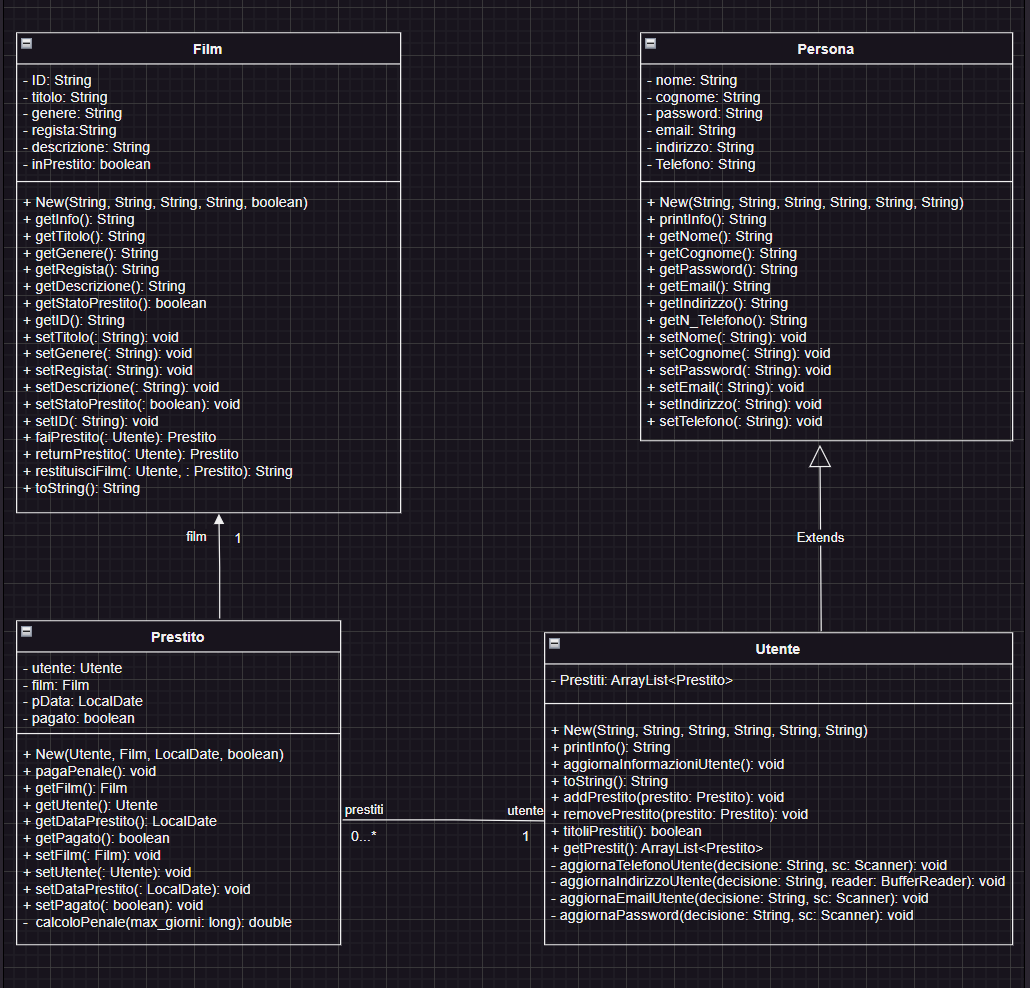 Film
- ID: String
- titolo: String
- genere: String
- regista:String
- descrizione: String
- inPrestito: boolean
+ New(String, String, String, String, boolean)
+ getInfo(): String
+ getTitolo(): String
+ getGenere(): String
+ getRegista(): String
+ getDescrizione(): String
+ getStatoPrestito(): boolean
+ getID(): String
+ setTitolo(: String): void
+ setGenere(: String): void
+ setRegista(: String): void
+ setDescrizione(: String): void
+ setStatoPrestito(: boolean): void
+ setID(: String): void
+ faiPrestito(: Utente): Prestito
+ returnPrestito(: Utente): Prestito
+ restituisciFilm(: Utente, : Prestito): String
+ toString(): String
Persona
- nome: String
- cognome: String
- password: String
- email: String
- indirizzo: String
- Telefono: String
+ New(String, String, String, String, String, String)
+ printInfo(): String
+ getNome(): String
+ getCognome(): String
+ getPassword(): String
+ getEmail(): String
+ getIndirizzo(): String
+ getN_Telefono(): String
+ setNome(: String): void
+ setCognome(: String): void
+ setPassword(: String): void
+ setEmail(: String): void
+ setIndirizzo(: String): void
+ setTelefono(: String): void
film
1
Extends
Prestito
- utente: Utente
- film: Film
- pData: LocalDate
- pagato: boolean
+ New(Utente, Film, LocalDate, boolean)
+ pagaPenale(): void
+ getFilm(): Film
+ getUtente(): Utente
+ getDataPrestito(): LocalDate
+ getPagato(): boolean
+ setFilm(: Film): void
+ setUtente(: Utente): void
+ setDataPrestito(: LocalDate): void
+ setPagato(: boolean): void
- calcoloPenale(max_giorni: long): double
prestiti
0...*
utente
1
Utente
- Prestiti: ArrayList<Prestito>
+ New(String, String, String, String, String, String)
+ printInfo(): String
+ aggiornaInformazioniUtente(): void
+ toString(): String
+ addPrestito(prestito: Prestito): void
+ removePrestito(prestito: Prestito): void
+ titoliPrestiti(): boolean
+ getPrestit(): ArrayList<Prestito>
- aggiornaTelefonoUtente(decisione: String, sc: Scanner): void
- aggiornaIndirizzoUtente(decisione: String, reader: BufferReader): void
- aggiornaEmailUtente(decisione: String, sc: Scanner): void
- aggiornaPassword(decisione: String, sc: Scanner): void